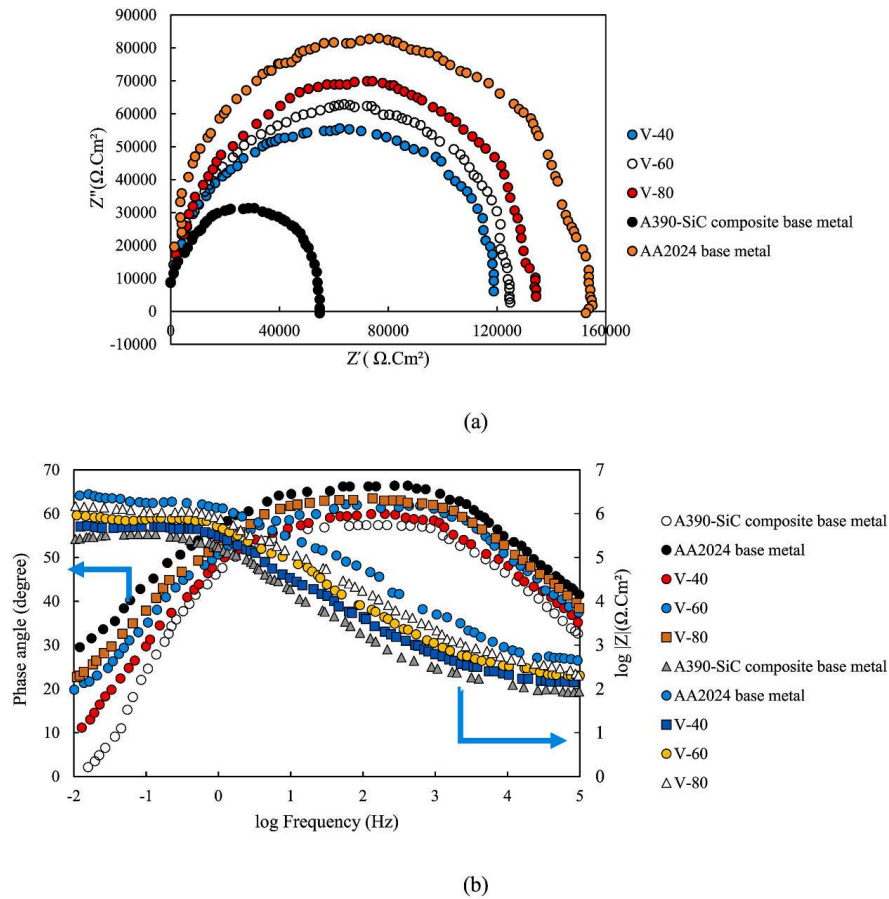 90000
80000
70000
60000
50000
40000
30000
20000
10000
0
-10000
Z"(Ω.Cm²)
0
40000
80000
120000
160000
Z′( Ω.Cm²)
V-40
V-60
V-80
A390-SiC composite base metal
AA2024 base metal
(a)
70
60
50
40
30
20
10
0
Phase angle (degree)
-2
-1
0
1
2
3
4
5
log Frequency (Hz)
7
6
5
4
3
2
1
0
log |Z|(Ω.Cm²)
A390-SiC composite base metal
AA2024 base metal
V-40
V-60
V-80
A390-SiC composite base metal
AA2024 base metal
V-40
V-60
V-80
(b)